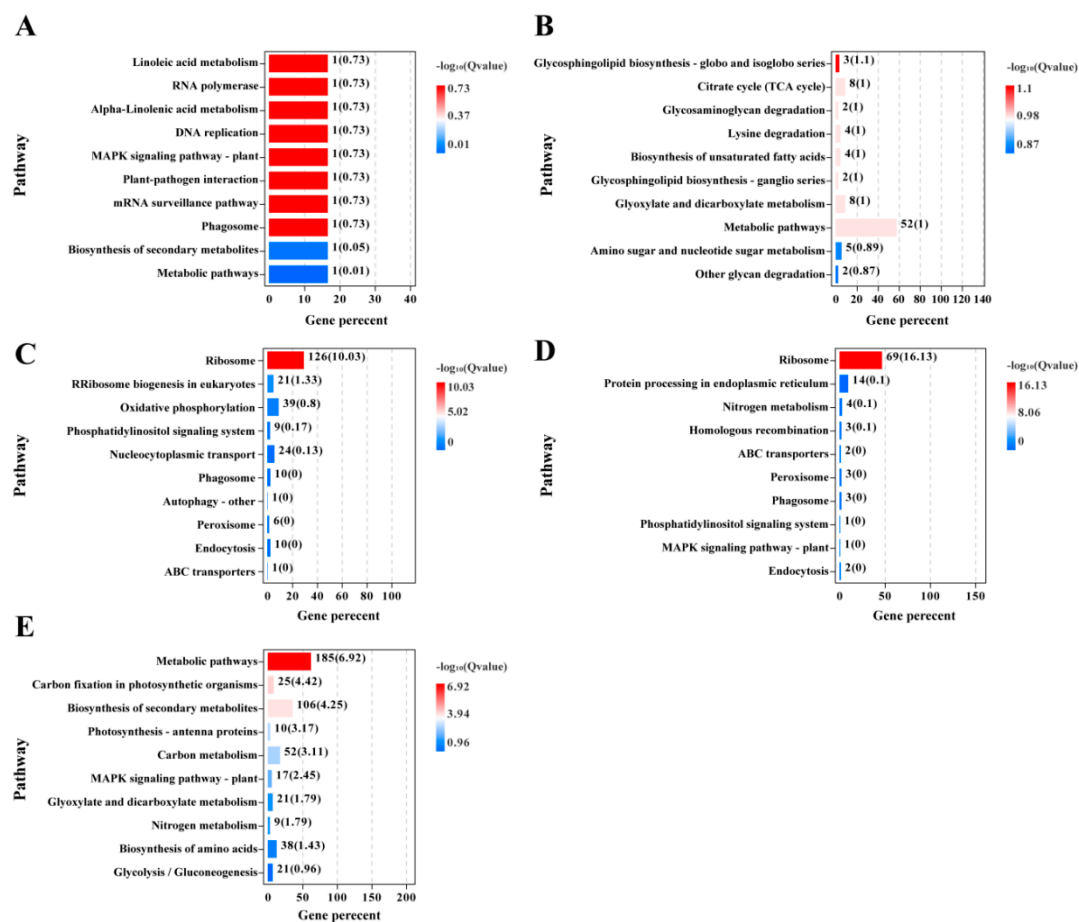 A
Pathway
Linoleic acid metabolism 1(0.73)
RNA polymerase 1(0.73)
Alpha-Linolenic acid metabolism 1(0.73)
DNA replication 1(0.73)
MAPK signaling pathway - plant 1(0.73)
Plant-pathogen interaction 1(0.73)
mRNA surveillance pathway 1(0.73)
Phagosome 1(0.73)
Biosynthesis of secondary metabolites 1(0.05)
Metabolic pathways 1(0.01)
0 10 20 30 40
Gene perecent
-log₁₀(Qvalue)
0.73
0.37
0.01
B
Pathway
Glycosphingolipid biosynthesis - globo and isoglobo series 3(1.1)
Citrate cycle (TCA cycle) 8(1)
Glycosaminoglycan degradation 2(1)
Lysine degradation 4(1)
Biosynthesis of unsaturated fatty acids 4(1)
Glycosphingolipid biosynthesis - ganglio series 2(1)
Glyoxylate and dicarboxylate metabolism 8(1)
Metabolic pathways 52(1)
Amino sugar and nucleotide sugar metabolism 5(0.89)
Other glycan degradation 2(0.87)
0 20 40 60 80 100 120 140
Gene perecent
-log₁₀(Qvalue)
1.1
0.98
0.87
C
Pathway
Ribosome 126(10.03)
RRibosome biogenesis in eukaryotes 21(1.33)
Oxidative phosphorylation 39(0.8)
Phosphatidylinositol signaling system 9(0.17)
Nucleocytoplasmic transport 24(0.13)
Phagosome 10(0)
Autophagy - other 1(0)
Peroxisome 6(0)
Endocytosis 10(0)
ABC transporters 1(0)
0 20 40 60 80 100
Gene perecent
-log₁₀(Qvalue)
10.03
5.02
0
D
Pathway
Ribosome 69(16.13)
Protein processing in endoplasmic reticulum 14(0.1)
Nitrogen metabolism 4(0.1)
Homologous recombination 3(0.1)
ABC transporters 2(0)
Peroxisome 3(0)
Phagosome 3(0)
Phosphatidylinositol signaling system 1(0)
MAPK signaling pathway - plant 1(0)
Endocytosis 2(0)
0 50 100 150
Gene perecent
-log₁₀(Qvalue)
16.13
8.06
0
E
Pathway
Metabolic pathways 185(6.92)
Carbon fixation in photosynthetic organisms 25(4.42)
Biosynthesis of secondary metabolites 106(4.25)
Photosynthesis - antenna proteins 10(3.17)
Carbon metabolism 52(3.11)
MAPK signaling pathway - plant 17(2.45)
Glyoxylate and dicarboxylate metabolism 21(1.79)
Nitrogen metabolism 9(1.79)
Biosynthesis of amino acids 38(1.43)
Glycolysis / Gluconeogenesis 21(0.96)
0 50 100 150 200
Gene perecent
-log₁₀(Qvalue)
6.92
3.94
0.96